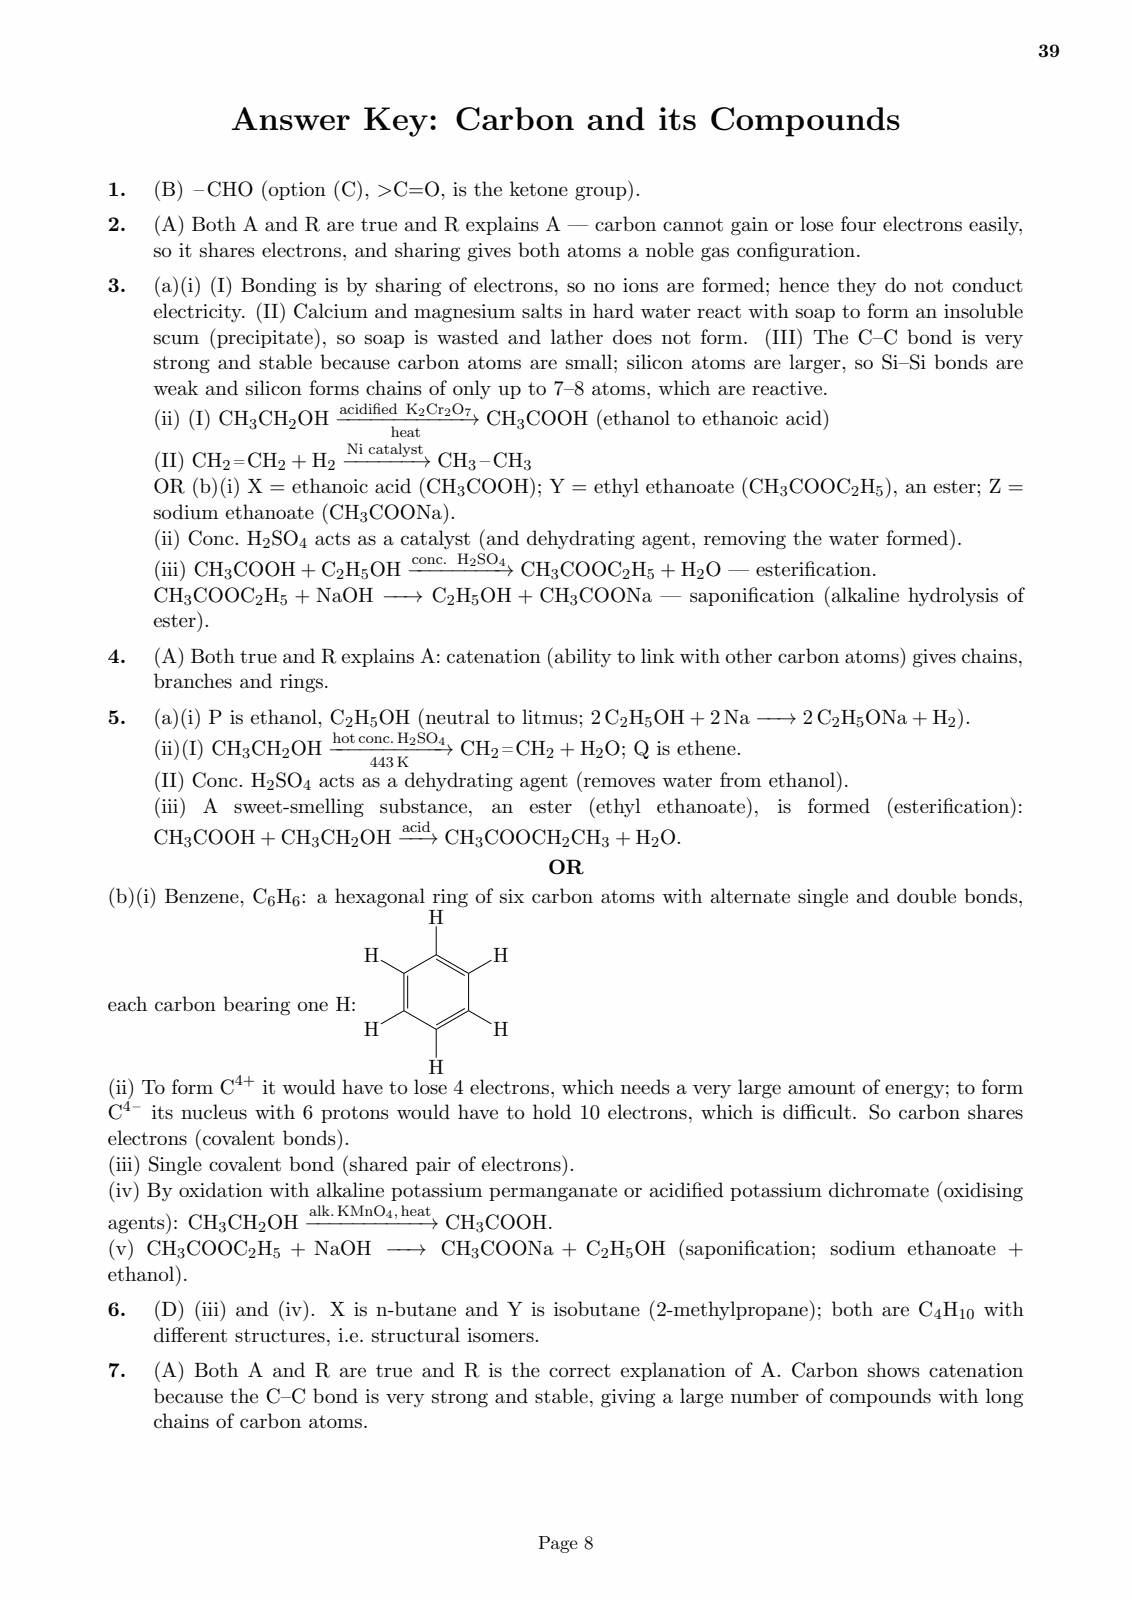 39
Answer Key: Carbon and its Compounds
1. (B) –CHO (option (C), >C=O, is the ketone group).
2. (A) Both A and R are true and R explains A — carbon cannot gain or lose four electrons easily,
so it shares electrons, and sharing gives both atoms a noble gas configuration.
3. (a)(i) (I) Bonding is by sharing of electrons, so no ions are formed; hence they do not conduct
electricity. (II) Calcium and magnesium salts in hard water react with soap to form an insoluble
scum (precipitate), so soap is wasted and lather does not form. (III) The C–C bond is very
strong and stable because carbon atoms are small; silicon atoms are larger, so Si–Si bonds are
weak and silicon forms chains of only up to 7–8 atoms, which are reactive.
(ii) (I) CH₃CH₂OH —acidified K₂Cr₂O₇ / heat→ CH₃COOH (ethanol to ethanoic acid)
(II) CH₂=CH₂ + H₂ —Ni catalyst→ CH₃–CH₃
OR (b)(i) X = ethanoic acid (CH₃COOH); Y = ethyl ethanoate (CH₃COOC₂H₅), an ester; Z =
sodium ethanoate (CH₃COONa).
(ii) Conc. H₂SO₄ acts as a catalyst (and dehydrating agent, removing the water formed).
(iii) CH₃COOH + C₂H₅OH —conc. H₂SO₄→ CH₃COOC₂H₅ + H₂O — esterification.
CH₃COOC₂H₅ + NaOH ⟶ C₂H₅OH + CH₃COONa — saponification (alkaline hydrolysis of
ester).
4. (A) Both true and R explains A: catenation (ability to link with other carbon atoms) gives chains,
branches and rings.
5. (a)(i) P is ethanol, C₂H₅OH (neutral to litmus; 2 C₂H₅OH + 2 Na ⟶ 2 C₂H₅ONa + H₂).
(ii)(I) CH₃CH₂OH —hot conc. H₂SO₄ / 443 K→ CH₂=CH₂ + H₂O; Q is ethene.
(II) Conc. H₂SO₄ acts as a dehydrating agent (removes water from ethanol).
(iii) A sweet-smelling substance, an ester (ethyl ethanoate), is formed (esterification):
CH₃COOH + CH₃CH₂OH —acid→ CH₃COOCH₂CH₃ + H₂O.
OR
(b)(i) Benzene, C₆H₆: a hexagonal ring of six carbon atoms with alternate single and double bonds,
H
H H
each carbon bearing one H:
H H
H
(ii) To form C⁴⁺ it would have to lose 4 electrons, which needs a very large amount of energy; to form
C⁴⁻ its nucleus with 6 protons would have to hold 10 electrons, which is difficult. So carbon shares
electrons (covalent bonds).
(iii) Single covalent bond (shared pair of electrons).
(iv) By oxidation with alkaline potassium permanganate or acidified potassium dichromate (oxidising
agents): CH₃CH₂OH —alk. KMnO₄, heat→ CH₃COOH.
(v) CH₃COOC₂H₅ + NaOH ⟶ CH₃COONa + C₂H₅OH (saponification; sodium ethanoate +
ethanol).
6. (D) (iii) and (iv). X is n-butane and Y is isobutane (2-methylpropane); both are C₄H₁₀ with
different structures, i.e. structural isomers.
7. (A) Both A and R are true and R is the correct explanation of A. Carbon shows catenation
because the C–C bond is very strong and stable, giving a large number of compounds with long
chains of carbon atoms.
Page 8